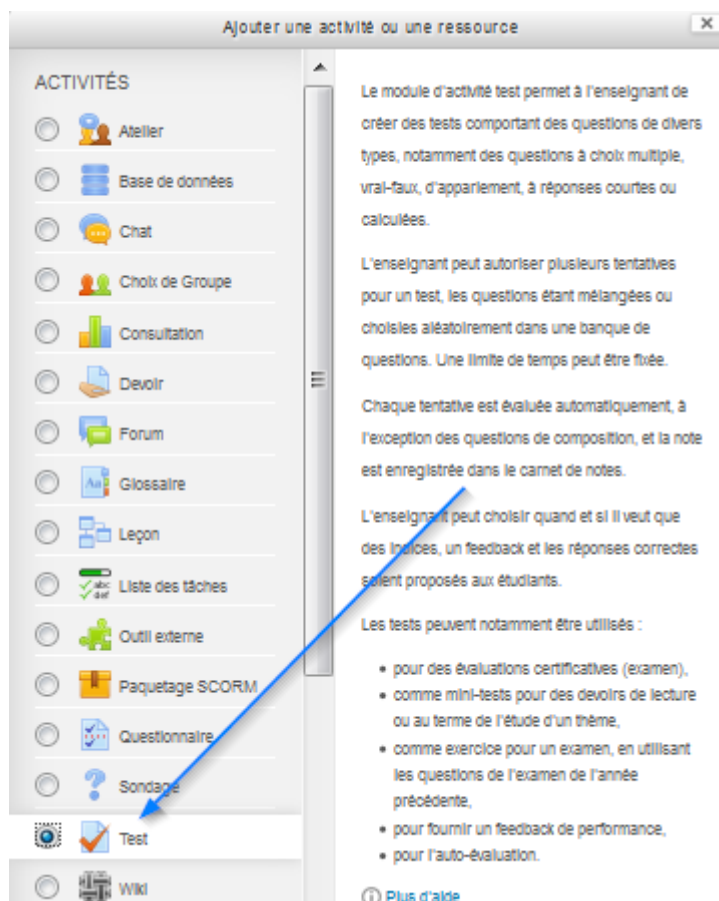 Ajouter une activité ou une ressource
ACTIVITÉS
Atelier
Base de données
Chat
Choix de Groupe
Consultation
Devoir
Forum
Glossaire
Leçon
Liste des tâches
Outil externe
Paquetage SCORM
Questionnaire
Sondage
Test
Wiki
Le module d'activité test permet à l'enseignant de
créer des tests comportant des questions de divers
types, notamment des questions à choix multiple,
vrai-faux, d'appariement, à réponses courtes ou
calculées.
L'enseignant peut autoriser plusieurs tentatives
pour un test, les questions étant mélangées ou
choisies aléatoirement dans une banque de
questions. Une limite de temps peut être fixée.
Chaque tentative est évaluée automatiquement, à
l'exception des questions de composition, et la note
est enregistrée dans le carnet de notes.
L'enseignant peut choisir quand et si il veut que
des indices, un feedback et les réponses correctes
soient proposés aux étudiants.
Les tests peuvent notamment être utilisés :
• pour des évaluations certificatives (examen),
• comme mini-tests pour des devoirs de lecture
ou au terme de l'étude d'un thème,
• comme exercice pour un examen, en utilisant
les questions de l'examen de l'année
précédente,
• pour fournir un feedback de performance,
• pour l'auto-évaluation.
Plus d'aide